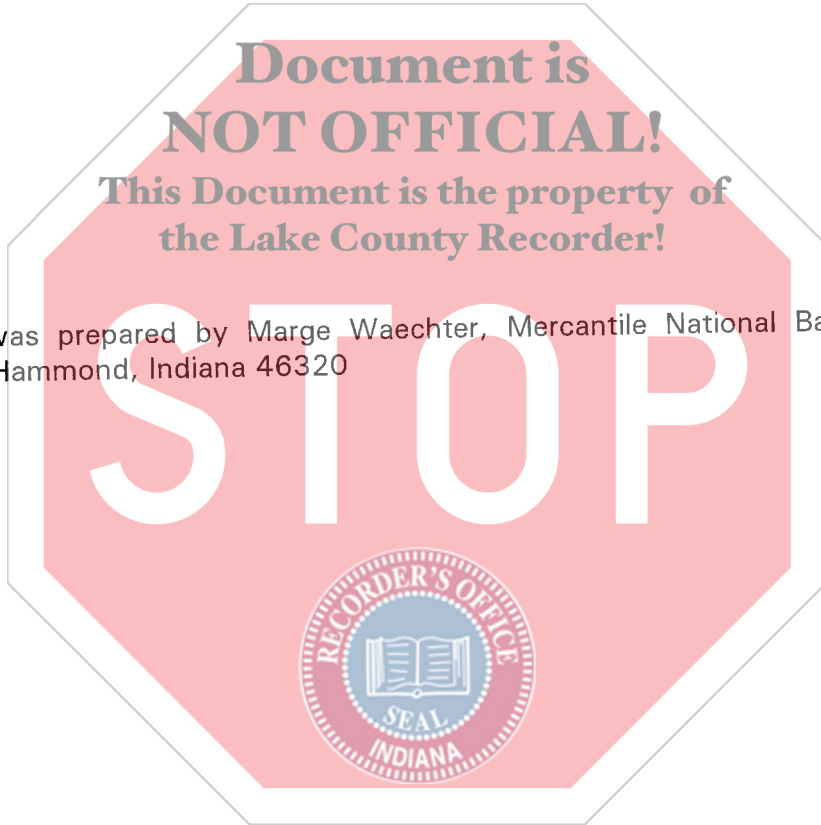 Document is
NOT OFFICIAL!
This Document is the property of
the Lake County Recorder!
was prepared by Marge Waechter, Mercantile National
Hammond, Indiana 46320
STOP
RECORDER'S OFFICE
SEAL
INDIANA